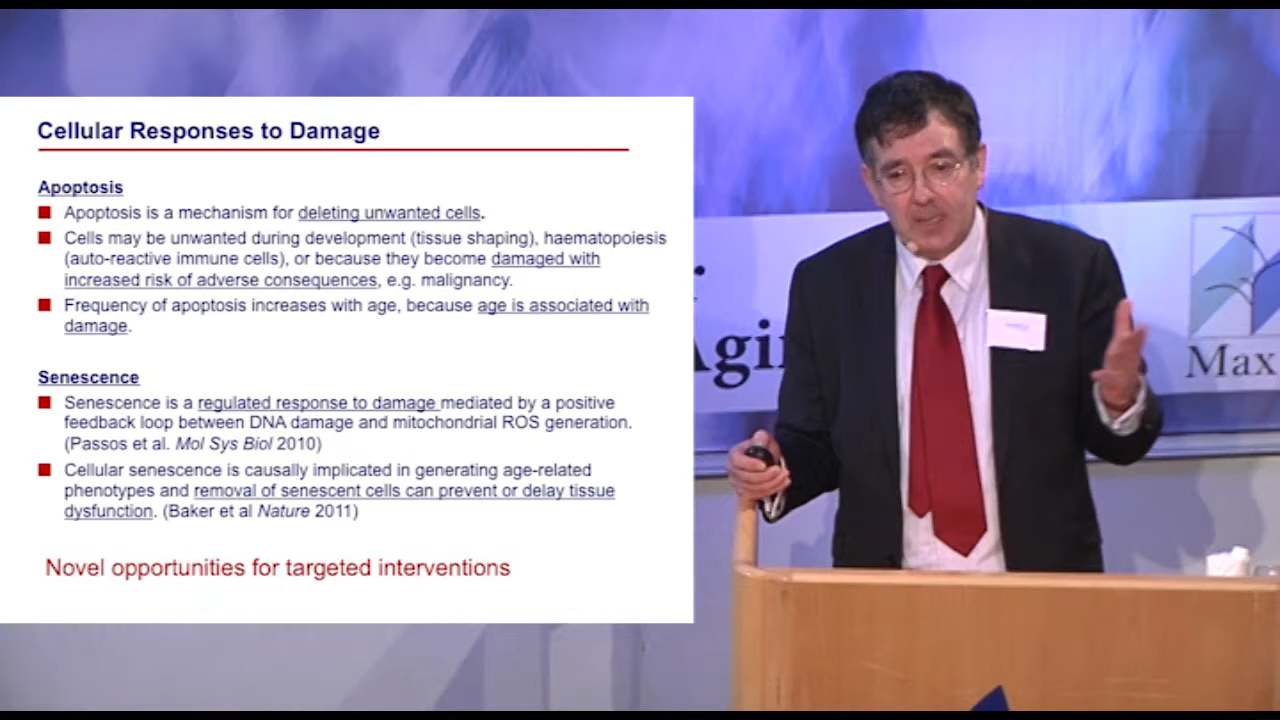 Cellular Responses to Damage
Apoptosis
Apoptosis is a mechanism for deleting unwanted cells.
Cells may be unwanted during development (tissue shaping), haematopoiesis
(auto-reactive immune cells), or because they become damaged with
increased risk of adverse consequences, e.g. malignancy.
Frequency of apoptosis increases with age, because age is associated with
damage.
Senescence
Senescence is a regulated response to damage mediated by a positive
feedback loop between DNA damage and mitochondrial ROS generation.
(Passos et al. Mol Sys Biol 2010)
Cellular senescence is causally implicated in generating age-related
phenotypes and removal of senescent cells can prevent or delay tissue
dysfunction. (Baker et al Nature 2011)
Novel opportunities for targeted interventions
Max